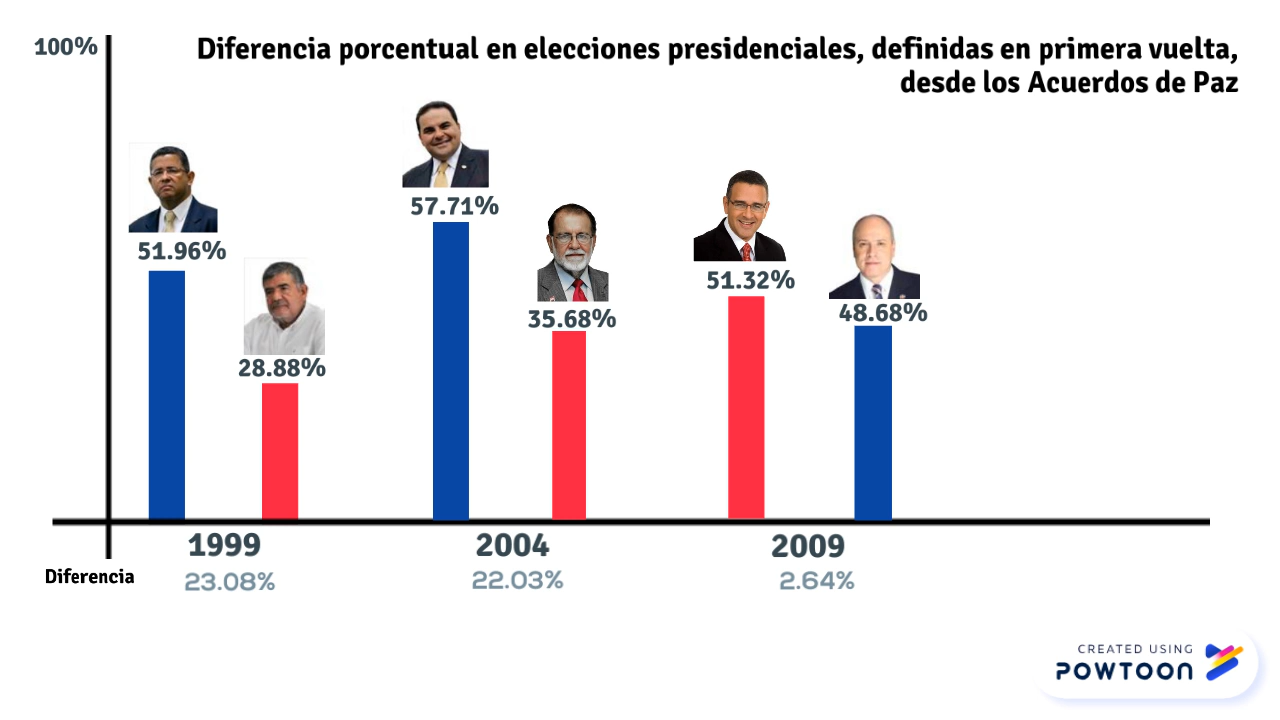 100%
Diferencia porcentual en elecciones presidenciales, definidas en primera vuelta,
desde los Acuerdos de Paz
51.96%
28.88%
57.71%
35.68%
51.32%
48.68%
1999
2004
2009
Diferencia
23.08%
22.03%
2.64%
CREATED USING
POWTOON